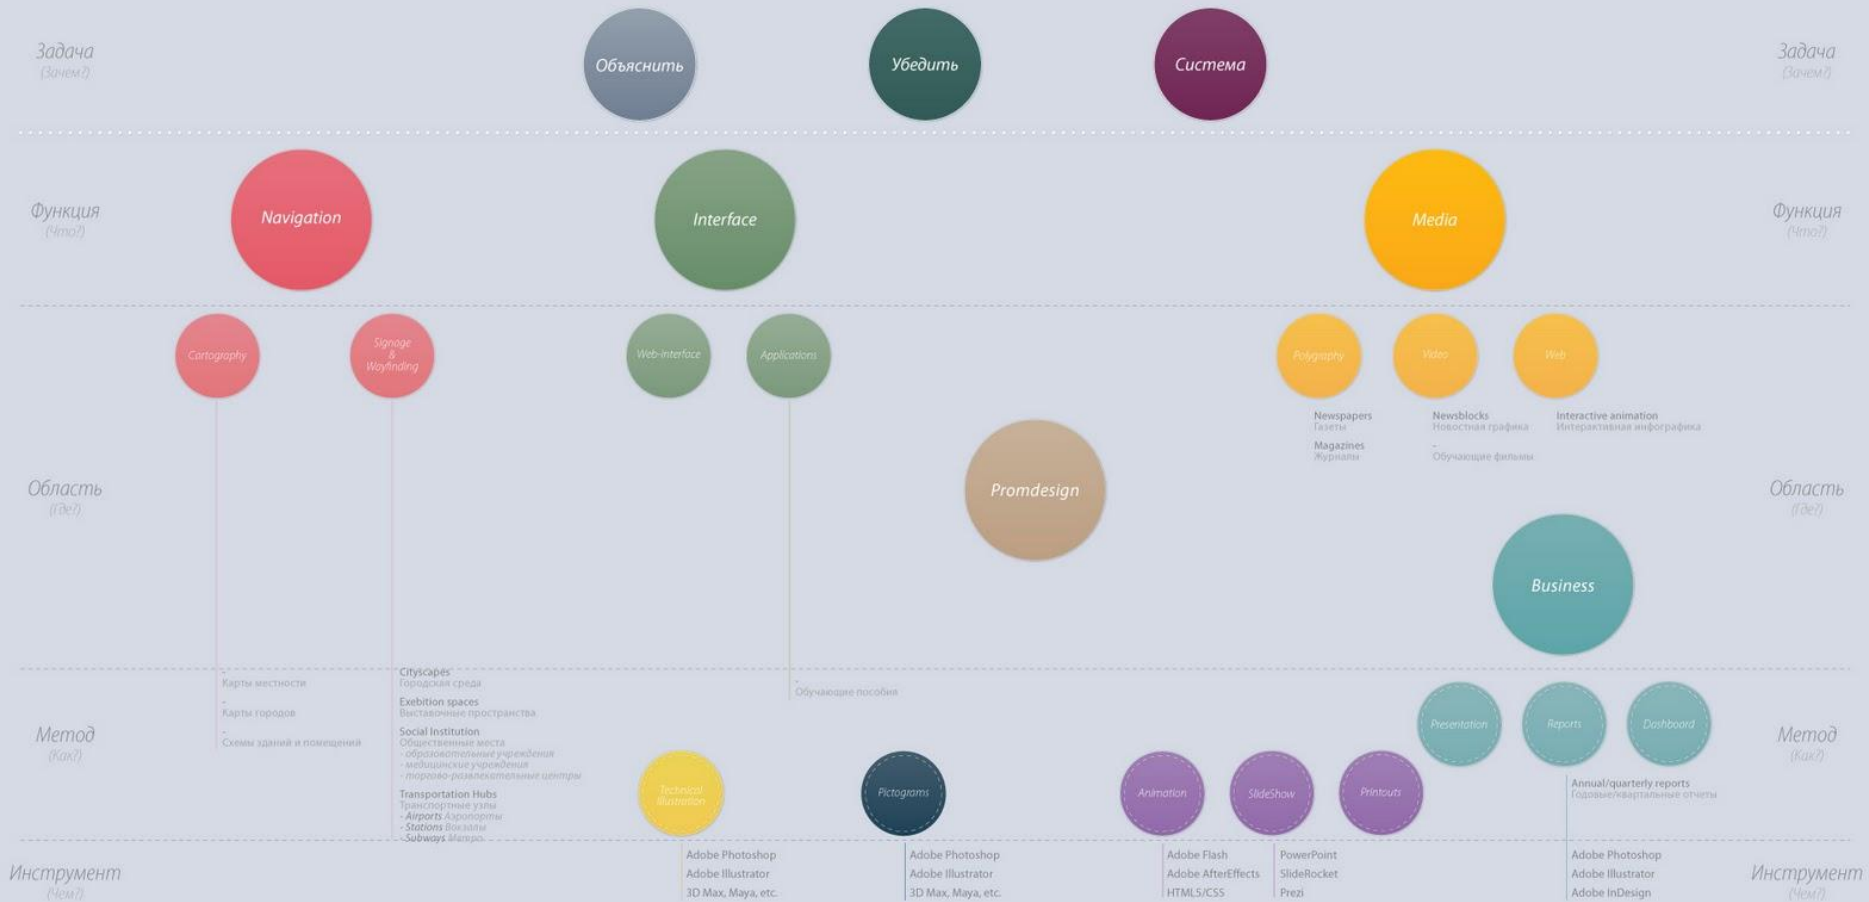 Задача
(Зачем?)
Объяснить
Убедить
Система
Задача
(Зачем?)
Функция
(Что?)
Navigation
Interface
Media
Функция
(Что?)
Cartography
Signage
&
Wayfinding
Web-interface
Applications
Polygraphy
Video
Web
Newspapers
Газеты
Magazines
Журналы
Newsblocks
Новостная графика
-
Обучающие фильмы
Interactive animation
Интерактивная инфографика
Область
(Где?)
Promdesign
Business
Область
(Где?)
-
Карты местности
-
Карты городов
-
Схемы зданий и помещений
Cityscapes
Городская среда
Exebition spaces
Выставочные пространства
Social Institution
Общественные места
- образовательные учреждения
- медицинские учреждения
- торгово-развлекательные центры
Transportation Hubs
Транспортные узлы
- Airports Аэропорты
- Stations Вокзалы
- Subways Метро
-
Обучающие пособия
Метод
(Как?)
Technical
Illustration
Pictograms
Animation
SlideShow
Printouts
Presentation
Reports
Dashboard
Annual/quarterly reports
Годовые/квартальные отчеты
Метод
(Как?)
Инструмент
(Чем?)
Adobe Photoshop
Adobe Illustrator
3D Max, Maya, etc.
Adobe Photoshop
Adobe Illustrator
3D Max, Maya, etc.
Adobe Flash
Adobe AfterEffects
HTML5/CSS
PowerPoint
SlideRocket
Prezi
Adobe Photoshop
Adobe Illustrator
Adobe InDesign
Инструмент
(Чем?)